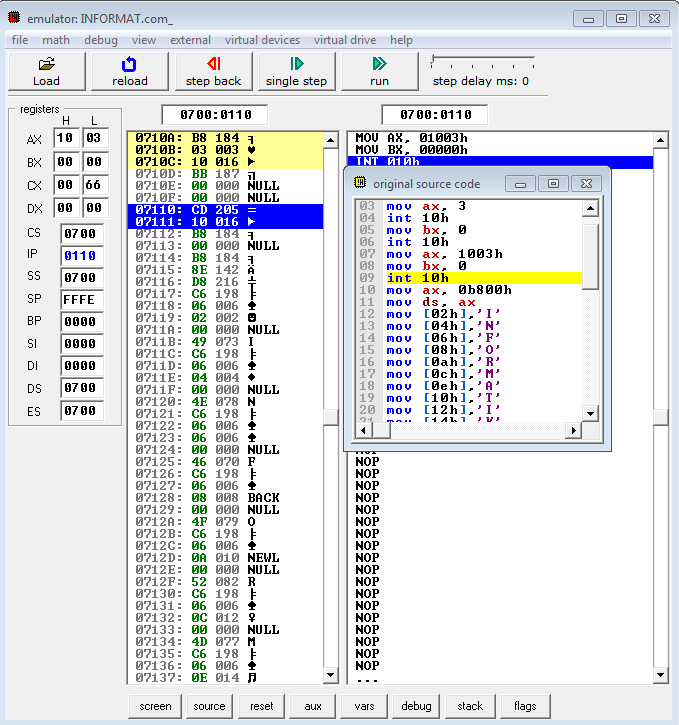 emulator: INFORMAT.com_
file math debug view external virtual devices virtual drive help
Load reload step back single step run step delay ms: 0
registers
H L
AX 10 03
BX 00 00
CX 00 66
DX 00 00
CS 0700
IP 0110
SS 0700
SP FFFE
BP 0000
SI 0000
DI 0000
DS 0700
ES 0700
0700:0110
0710A: B8 184 ╕
0710B: 03 003 ♥
0710C: 10 016 ►
0710D: BB 187 ╗
0710E: 00 000 NULL
0710F: 00 000 NULL
07110: CD 205 ═
07111: 10 016 ►
07112: B8 184 ╕
07113: 00 000 NULL
07114: B8 184 ╕
07115: 8E 142 Ä
07116: D8 216 ╪
07117: C6 198 ╞
07118: 06 006 ♠
07119: 02 002 ☻
0711A: 00 000 NULL
0711B: 49 073 I
0711C: C6 198 ╞
0711D: 06 006 ♠
0711E: 04 004 ♦
0711F: 00 000 NULL
07120: 4E 078 N
07121: C6 198 ╞
07122: 06 006 ♠
07123: 06 006 ♠
07124: 00 000 NULL
07125: 46 070 F
07126: C6 198 ╞
07127: 06 006 ♠
07128: 08 008 BACK
07129: 00 000 NULL
0712A: 4F 079 O
0712B: C6 198 ╞
0712C: 06 006 ♠
0712D: 0A 010 NEWL
0712E: 00 000 NULL
0712F: 52 082 R
07130: C6 198 ╞
07131: 06 006 ♠
07132: 0C 012 ♀
07133: 00 000 NULL
07134: 4D 077 M
07135: C6 198 ╞
07136: 06 006 ♠
07137: 0E 014 ♫
0700:0110
MOV AX, 01003h
MOV BX, 00000h
INT 010h
original source code
03 mov ax, 3
04 int 10h
05 mov bx, 0
06 int 10h
07 mov ax, 1003h
08 mov bx, 0
09 int 10h
10 mov ax, 0b800h
11 mov ds, ax
12 mov [02h],'I'
13 mov [04h],'N'
14 mov [06h],'F'
15 mov [08h],'O'
16 mov [0ah],'R'
17 mov [0ch],'M'
18 mov [0eh],'A'
19 mov [10h],'T'
20 mov [12h],'I'
21 mov [14h],'K'
NOP
NOP
NOP
NOP
NOP
NOP
NOP
NOP
NOP
NOP
NOP
NOP
NOP
NOP
...
screen source reset aux vars debug stack flags